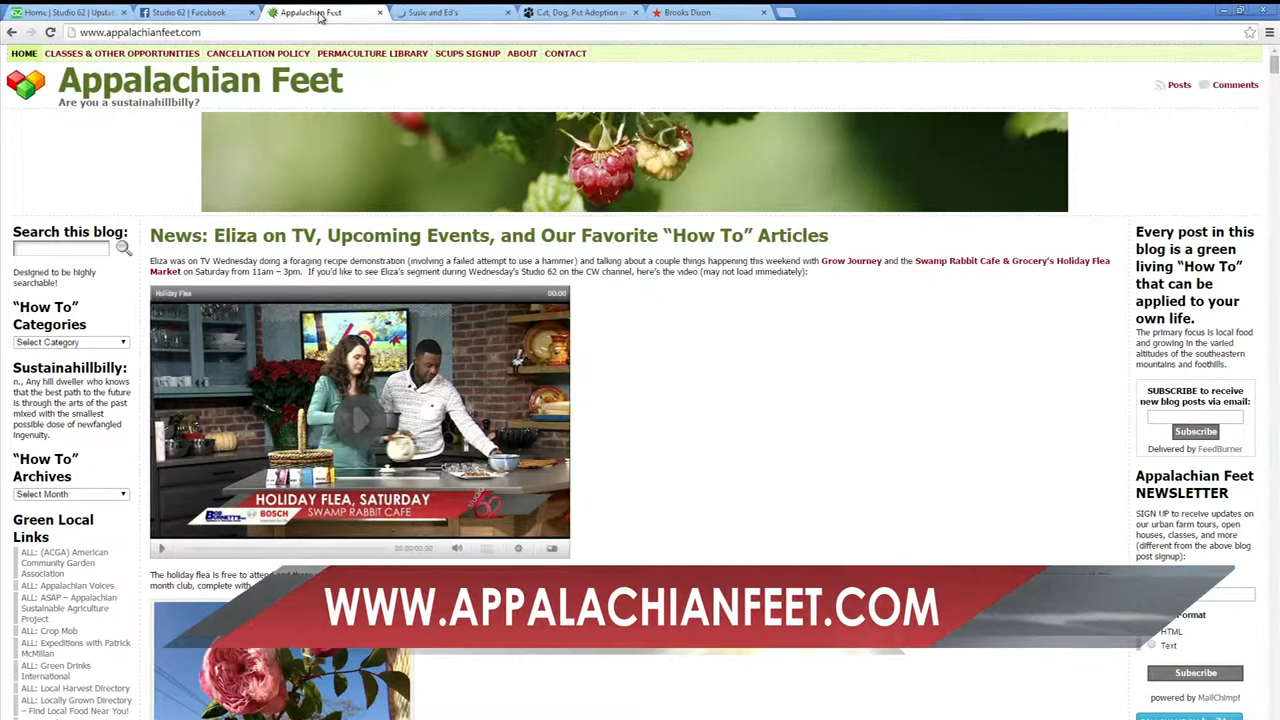 Home | Studio 62 | Upsta
Studio 62 | Facebook
Appalachian Feet
Susie and Ed's
Cat, Dog, Pet Adoption in
Brooks Dixon
www.appalachianfeet.com
HOME CLASSES & OTHER OPPORTUNITIES CANCELLATION POLICY PERMACULTURE LIBRARY SCUPS SIGNUP ABOUT CONTACT
Appalachian Feet
Are you a sustainahillbilly?
Posts Comments
Search this blog:
Designed to be highly
searchable!
"How To"
Categories
Select Category
Sustainahillbilly:
n., Any hill dweller who knows
that the best path to the future
is through the arts of the past
mixed with the smallest
possible dose of newfangled
ingenuity.
"How To"
Archives
Select Month
Green Local
Links
ALL: (ACGA) American
Community Garden
Association
ALL: Appalachian Voices
ALL: ASAP – Appalachian
Sustainable Agriculture
Project
ALL: Crop Mob
ALL: Expeditions with Patrick
McMillan
ALL: Green Drinks
International
ALL: Local Harvest Directory
ALL: Locally Grown Directory
– Find Local Food Near You!
News: Eliza on TV, Upcoming Events, and Our Favorite "How To" Articles
Eliza was on TV Wednesday doing a foraging recipe demonstration (involving a failed attempt to use a hammer) and talking about a couple things happening this weekend with Grow Journey and the Swamp Rabbit Cafe & Grocery's Holiday Flea
Market on Saturday from 11am – 3pm. If you'd like to see Eliza's segment during Wednesday's Studio 62 on the CW channel, here's the video (may not load immediately):
Holiday Flea 00:00
HOLIDAY FLEA, SATURDAY
SWAMP RABBIT CAFE
BOSCH
studio 62
00:00/00:00
The holiday flea is free to attend
month club, complete with
WWW.APPALACHIANFEET.COM
Every post in this
blog is a green
living "How To"
that can be
applied to your
own life.
The primary focus is local food
and growing in the varied
altitudes of the southeastern
mountains and foothills.
SUBSCRIBE to receive
new blog posts via email:
Subscribe
Delivered by FeedBurner
Appalachian Feet
NEWSLETTER
SIGN UP to receive updates on
our urban farm tours, open
houses, classes, and more
(different from the above blog
post signup):
Format
HTML
Text
Subscribe
powered by MailChimp!